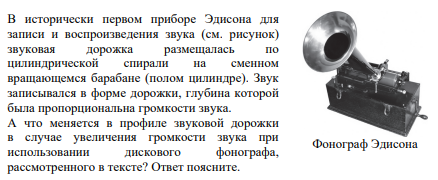 В исторически первом приборе Эдисона для
записи и воспроизведения звука (см. рисунок)
звуковая дорожка размещалась по
цилиндрической спирали на сменном
вращающемся барабане (полом цилиндре). Звук
записывался в форме дорожки, глубина которой
была пропорциональна громкости звука.
А что меняется в профиле звуковой дорожки
в случае увеличения громкости звука при
использовании дискового фонографа,
рассмотренного в тексте? Ответ поясните.
Фонограф Эдисона